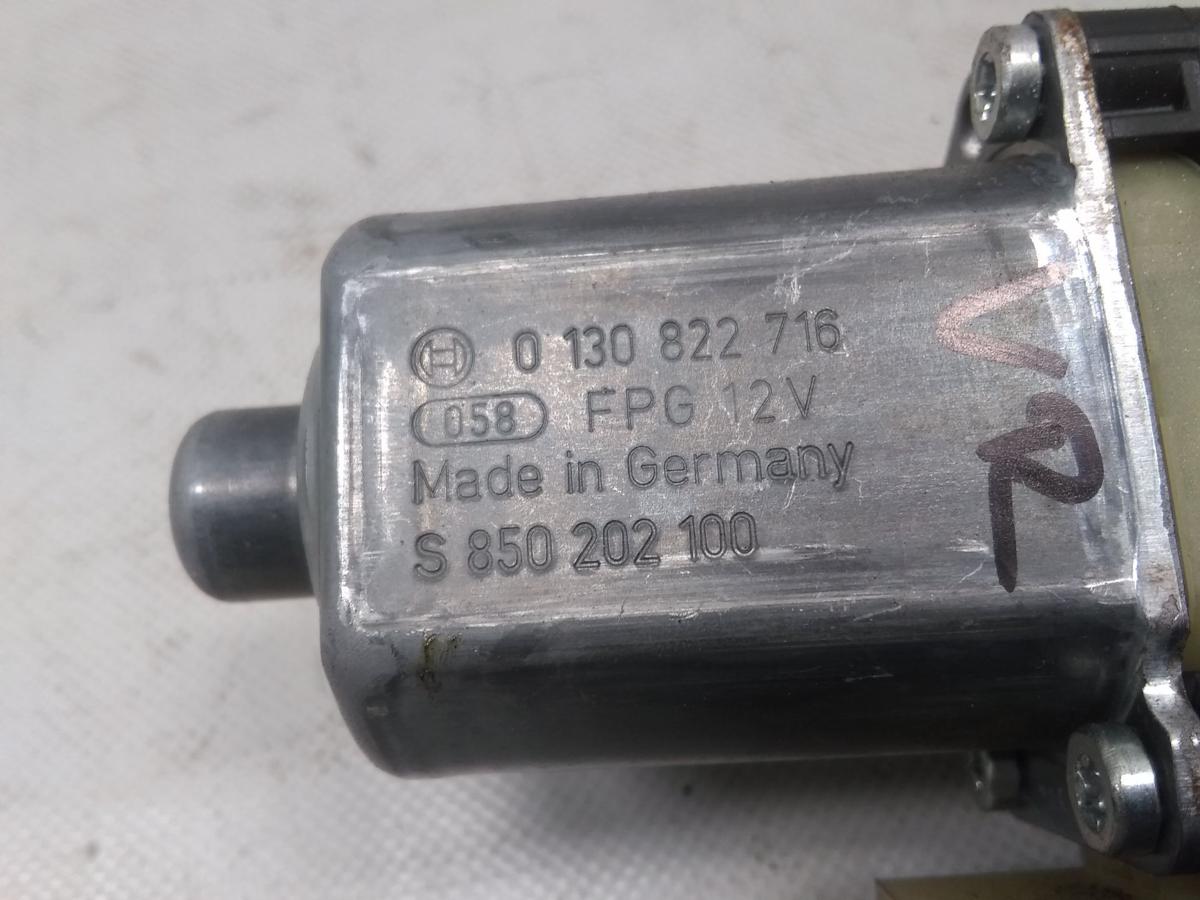 0 130 822 716
058 FPG 12V
Made in Germany
S 850 202 100
VR